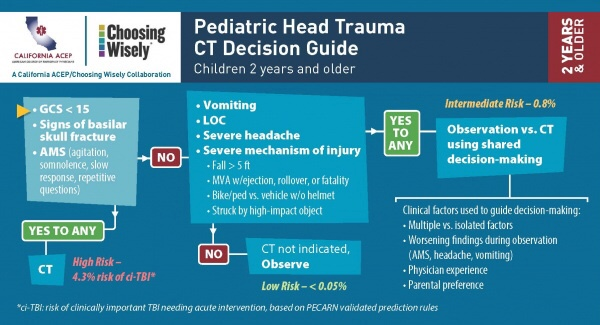 CALIFORNIA ACEP
Choosing
Wisely
A California ACEP/Choosing Wisely Collaboration
Pediatric Head Trauma
CT Decision Guide
Children 2 years and older
2 YEARS
& OLDER
• GCS < 15
• Signs of basilar
skull fracture
• AMS (agitation,
somnolence, slow
response, repetitive
questions)
YES TO ANY
CT
High Risk –
4.3% risk of ci-TBI*
NO
• Vomiting
• LOC
• Severe headache
• Severe mechanism of injury
• Fall > 5 ft
• MVA w/ejection, rollover, or fatality
• Bike/ped vs. vehicle w/o helmet
• Struck by high-impact object
NO
CT not indicated,
Observe
Low Risk – < 0.05%
YES
TO
ANY
Intermediate Risk – 0.8%
Observation vs. CT
using shared
decision-making
Clinical factors used to guide decision-making:
• Multiple vs. isolated factors
• Worsening findings during observation
(AMS, headache, vomiting)
• Physician experience
• Parental preference
*ci-TBI: risk of clinically important TBI needing acute intervention, based on PECARN validated prediction rules